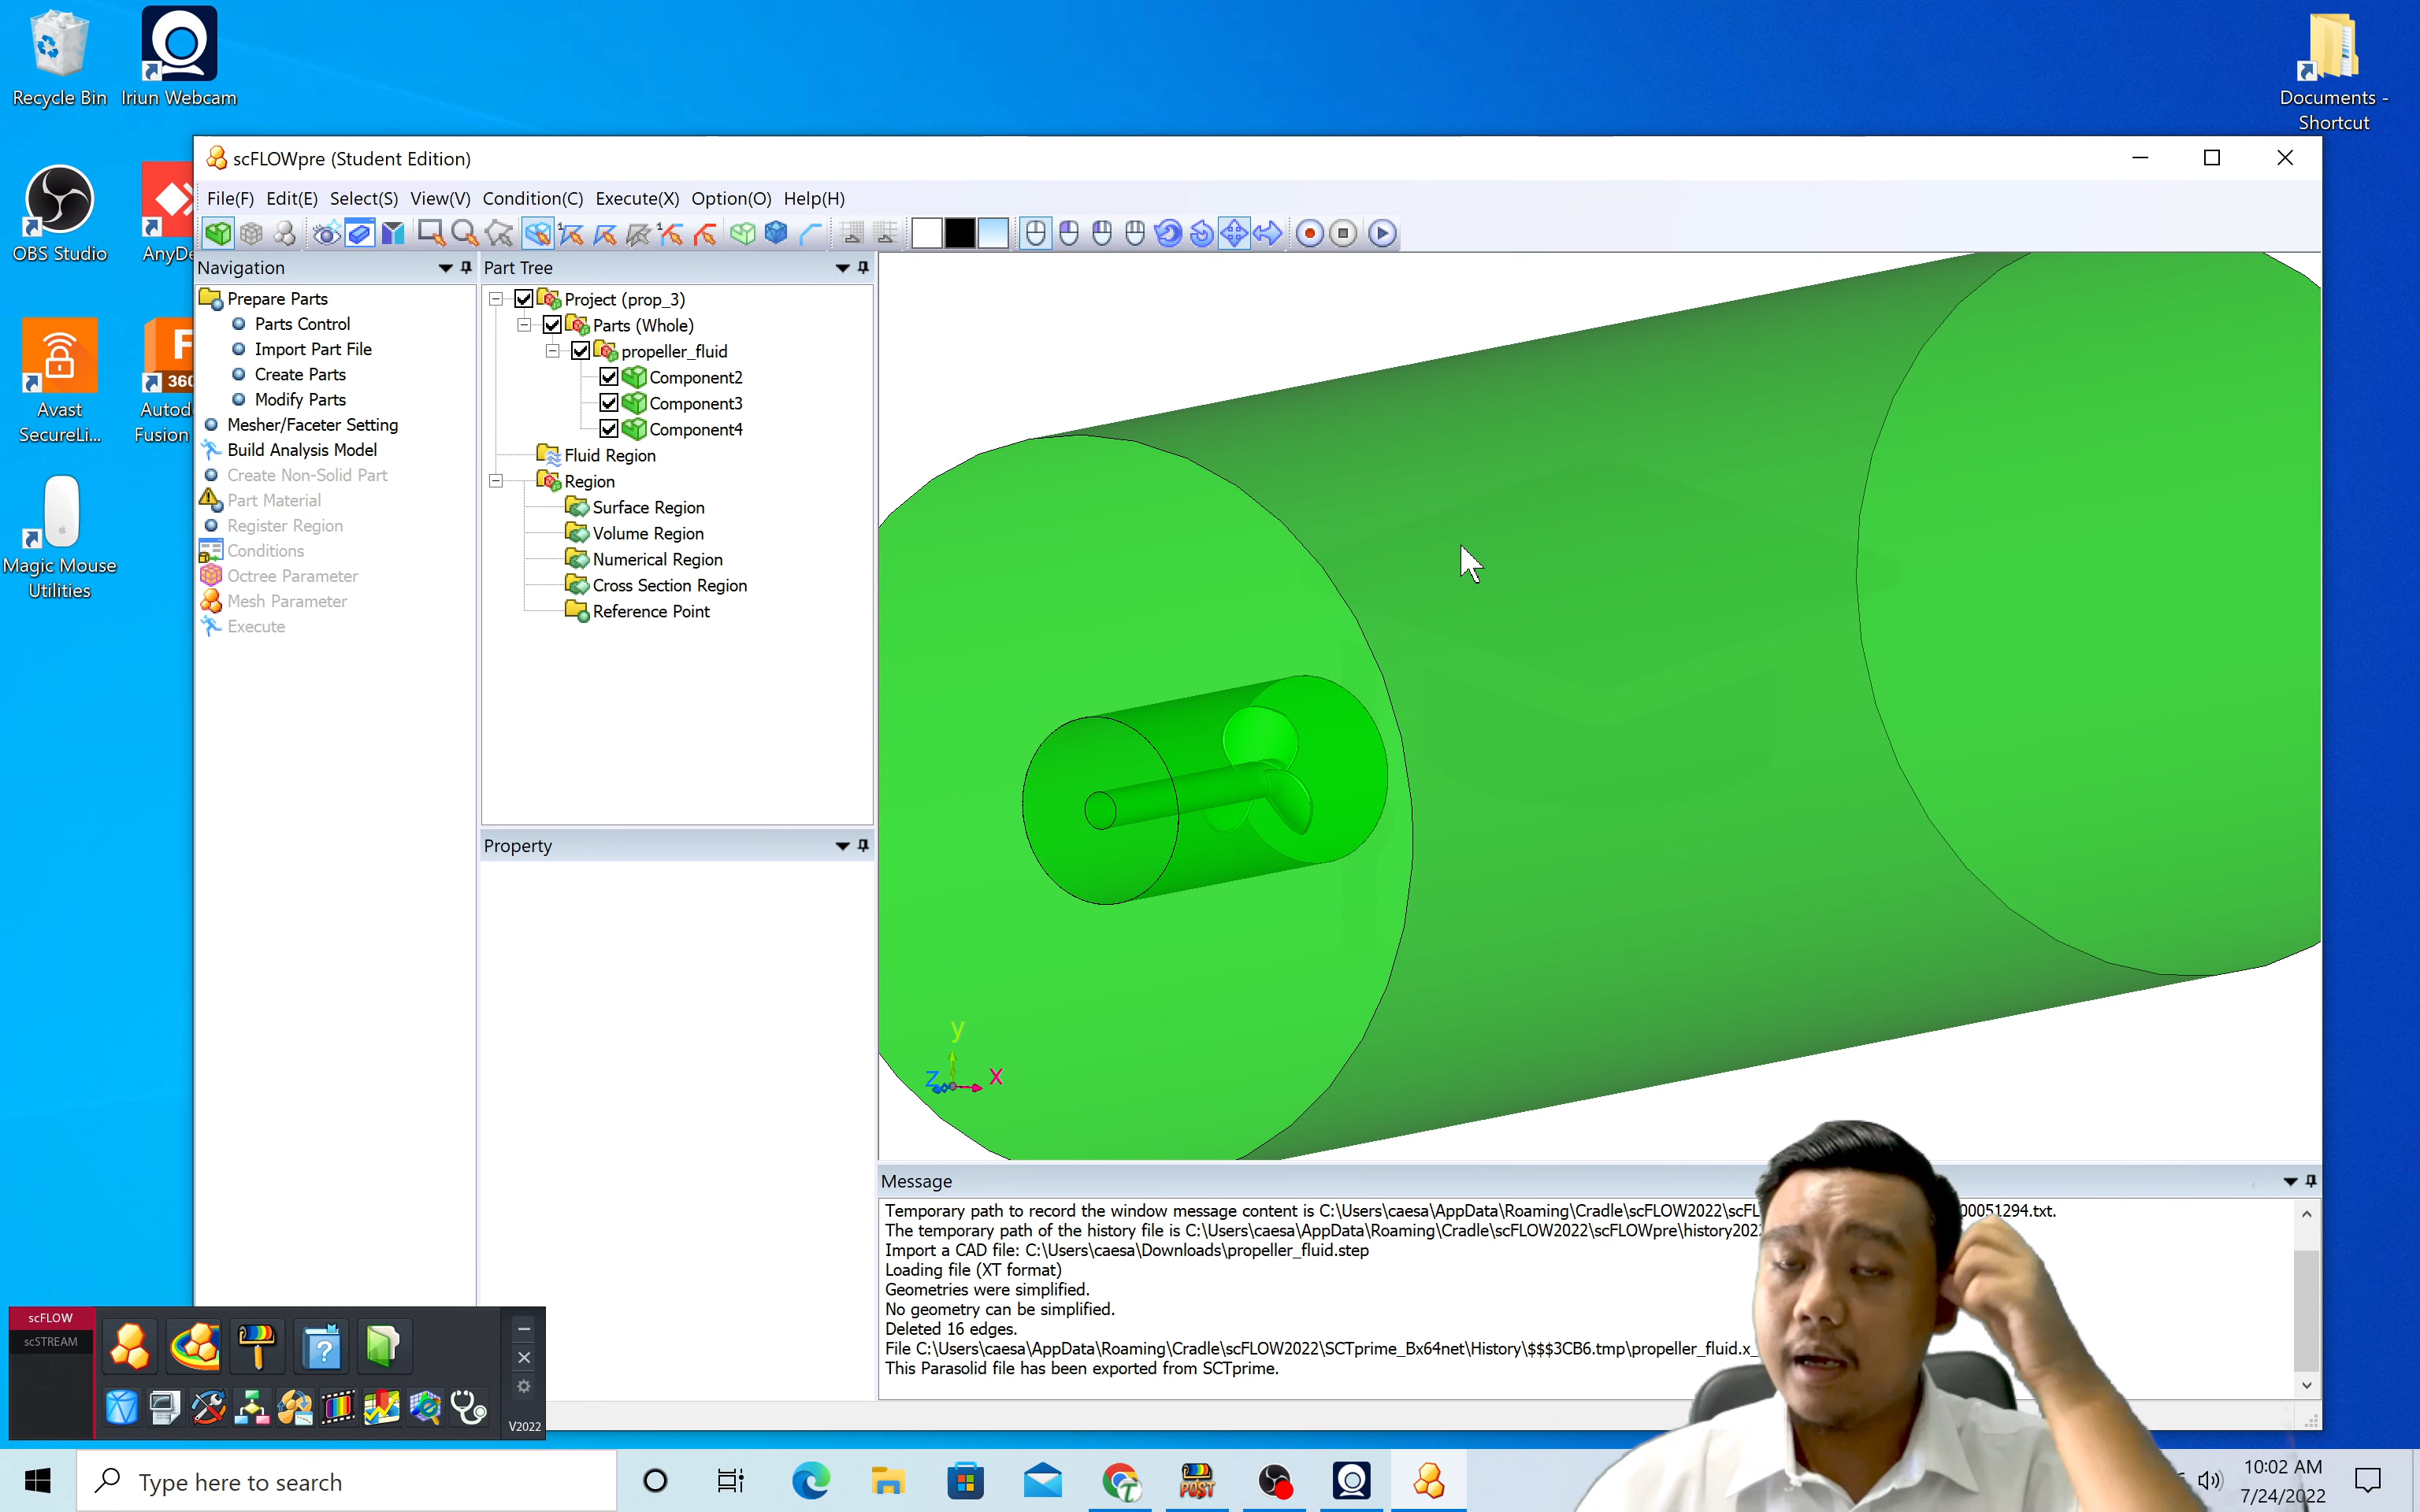 Recycle Bin
Iriun Webcam
Documents -
Shortcut
OBS Studio
AnyDe
Avast
SecureLi...
F
360
Autod
Fusion
Magic Mouse
Utilities
scFLOWpre (Student Edition)
File(F) Edit(E) Select(S) View(V) Condition(C) Execute(X) Option(O) Help(H)
Navigation
Prepare Parts
Parts Control
Import Part File
Create Parts
Modify Parts
Mesher/Faceter Setting
Build Analysis Model
Create Non-Solid Part
Part Material
Register Region
Conditions
Octree Parameter
Mesh Parameter
Execute
Part Tree
Project (prop_3)
Parts (Whole)
propeller_fluid
Component2
Component3
Component4
Fluid Region
Region
Surface Region
Volume Region
Numerical Region
Cross Section Region
Reference Point
Property
y
z
x
Message
Temporary path to record the window message content is C:\Users\caesa\AppData\Roaming\Cradle\scFLOW2022\scFL 00051294.txt.
The temporary path of the history file is C:\Users\caesa\AppData\Roaming\Cradle\scFLOW2022\scFLOWpre\history202
Import a CAD file: C:\Users\caesa\Downloads\propeller_fluid.step
Loading file (XT format)
Geometries were simplified.
No geometry can be simplified.
Deleted 16 edges.
File C:\Users\caesa\AppData\Roaming\Cradle\scFLOW2022\SCTprime_Bx64net\History\$$$3CB6.tmp\propeller_fluid.x_
This Parasolid file has been exported from SCTprime.
scFLOW
scSTREAM
V2022
Type here to search
POST
10:02 AM
7/24/2022